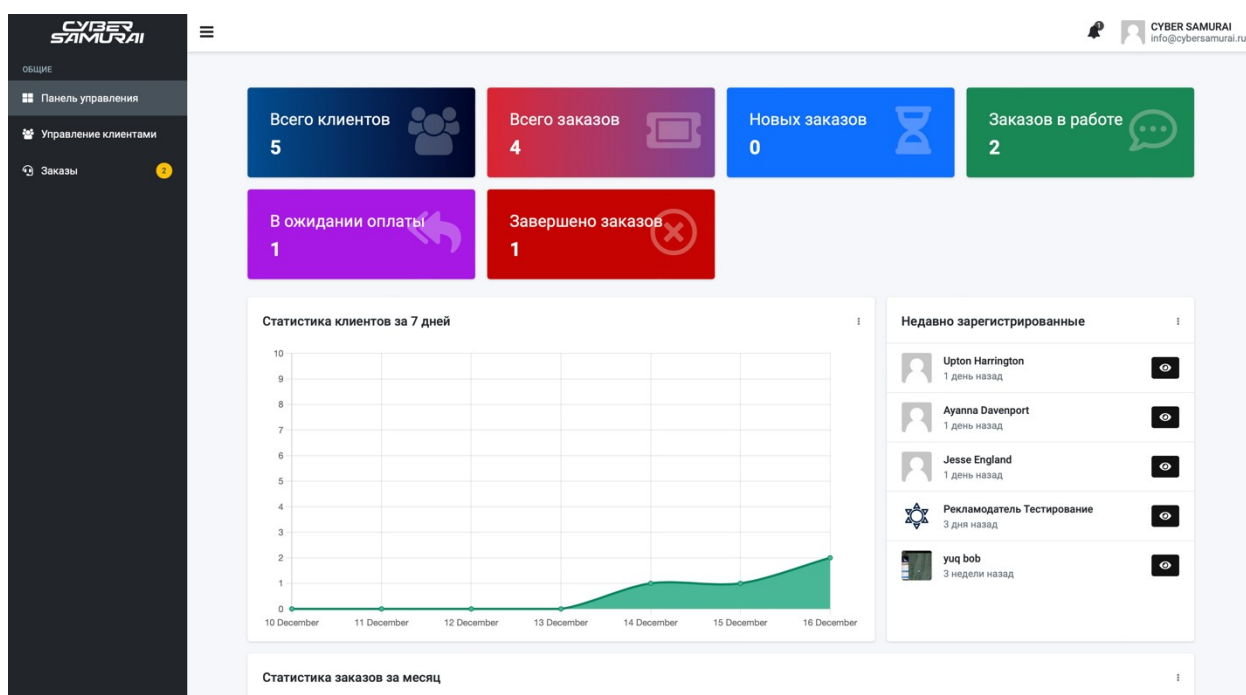 CYBER
SAMURAI
1
CYBER SAMURAI
info@cybersamurai.ru
ОБЩИЕ
Панель управления
Управление клиентами
Заказы 2
Всего клиентов
5
Всего заказов
4
Новых заказов
0
Заказов в работе
2
В ожидании оплаты
1
Завершено заказов
1
Статистика клиентов за 7 дней
10
9
8
7
6
5
4
3
2
1
0
10 December 11 December 12 December 13 December 14 December 15 December 16 December
Недавно зарегистрированные
Upton Harrington
1 день назад
Ayanna Davenport
1 день назад
Jesse England
1 день назад
Рекламодатель Тестирование
3 дня назад
yuq bob
3 недели назад
Статистика заказов за месяц